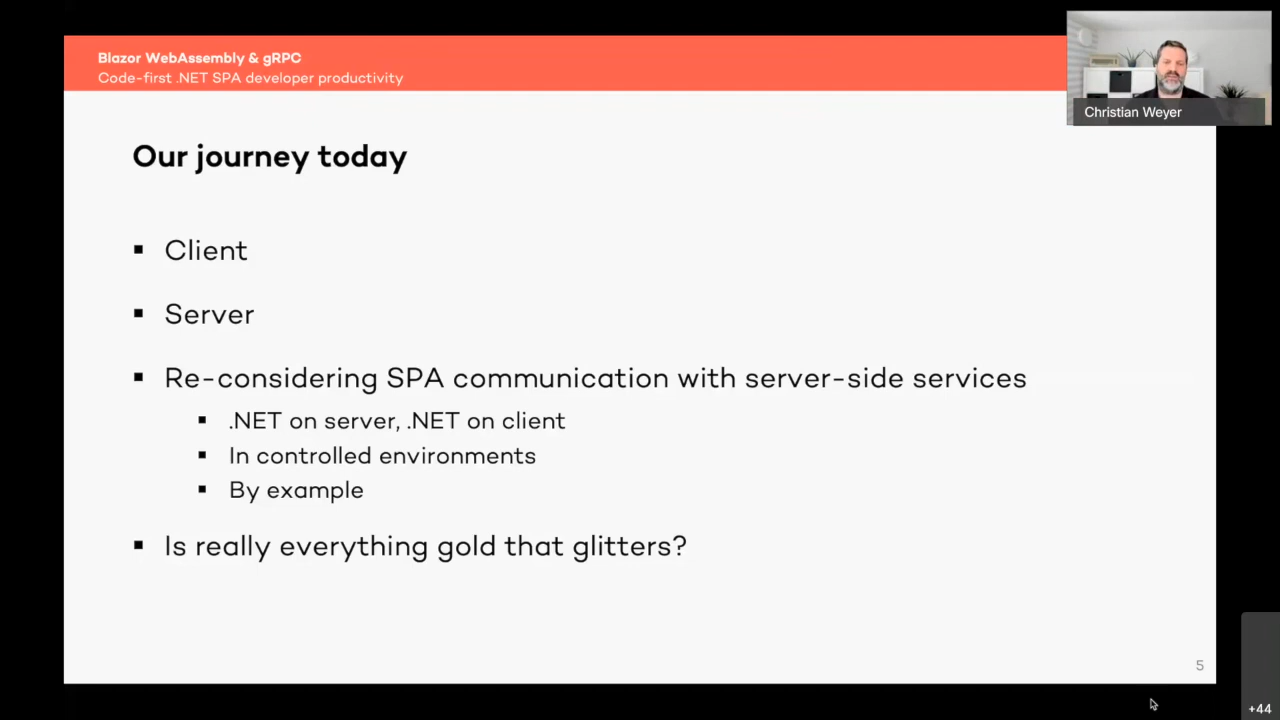 Blazor WebAssembly & gRPC
Code-first .NET SPA developer productivity
Christian Weyer
Our journey today
Client
Server
Re-considering SPA communication with server-side services
.NET on server, .NET on client
In controlled environments
By example
Is really everything gold that glitters?
5
+44